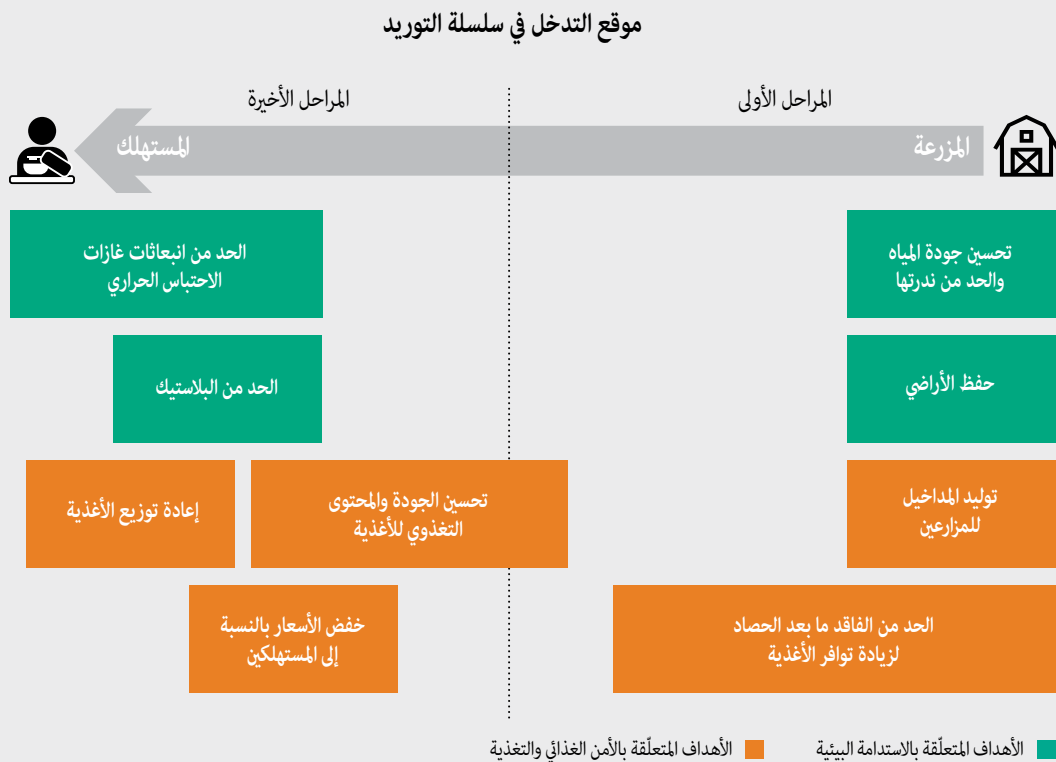 موقع التدخل في سلسلة التوريد
المراحل الأولى
المراحل الأخيرة
المزرعة
المستهلك
تحسين جودة المياه
والحد من ندرتها
الحد من انبعاثات غازات
الاحتباس الحراري
حفظ الأراضي
الحد من البلاستيك
توليد المداخيل
للمزارعين
تحسين الجودة والمحتوى
التغذوي للأغذية
إعادة توزيع الأغذية
الحد من الفاقد ما بعد الحصاد
لزيادة توافر الأغذية
خفض الأسعار بالنسبة
إلى المستهلكين
الأهداف المتعلّقة بالاستدامة البيئية
الأهداف المتعلّقة بالأمن الغذائي والتغذية